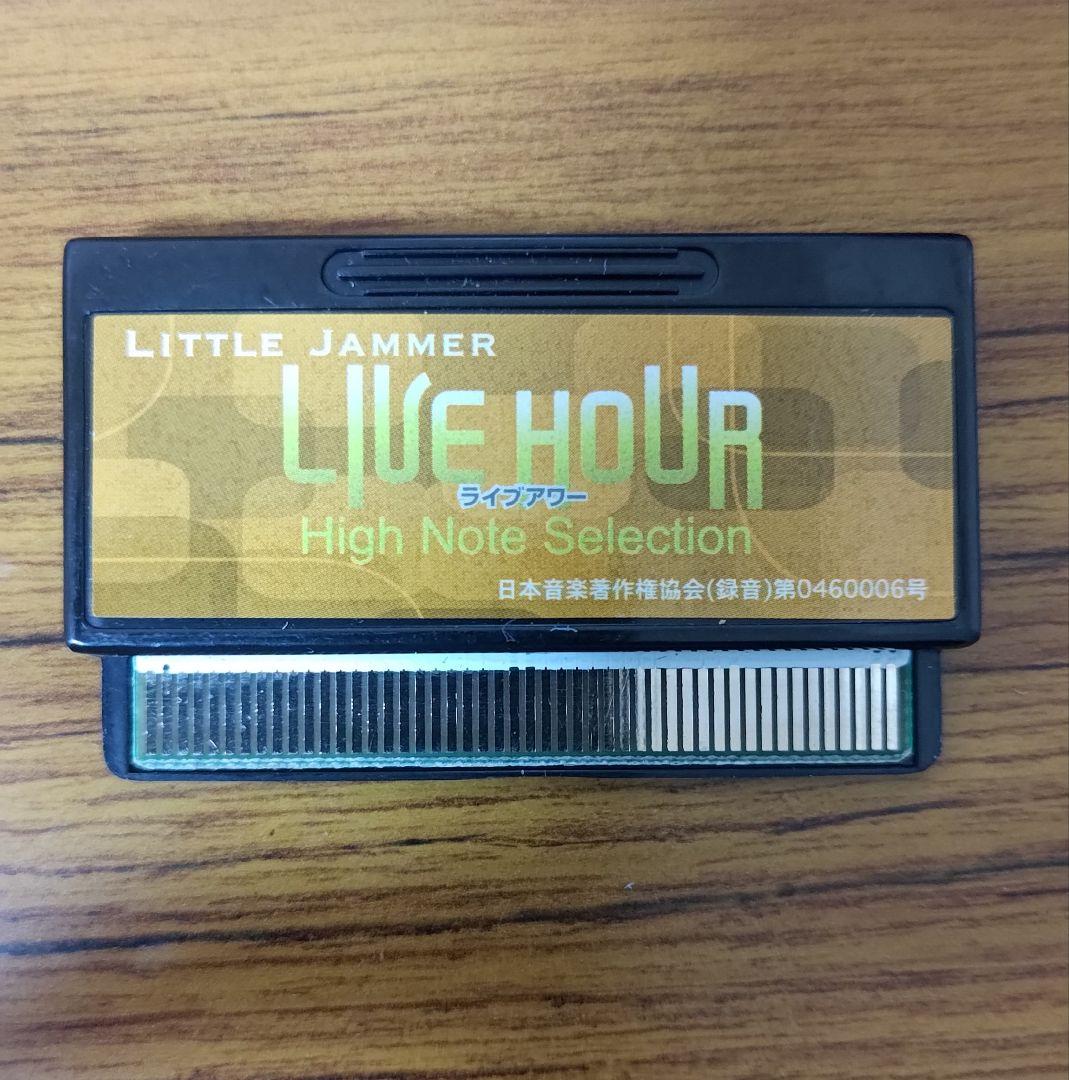 LITTLE JAMMER
LIVE HOUR
ライブアワー
High Note Selection
日本音楽著作権協会(録音)第0460006号